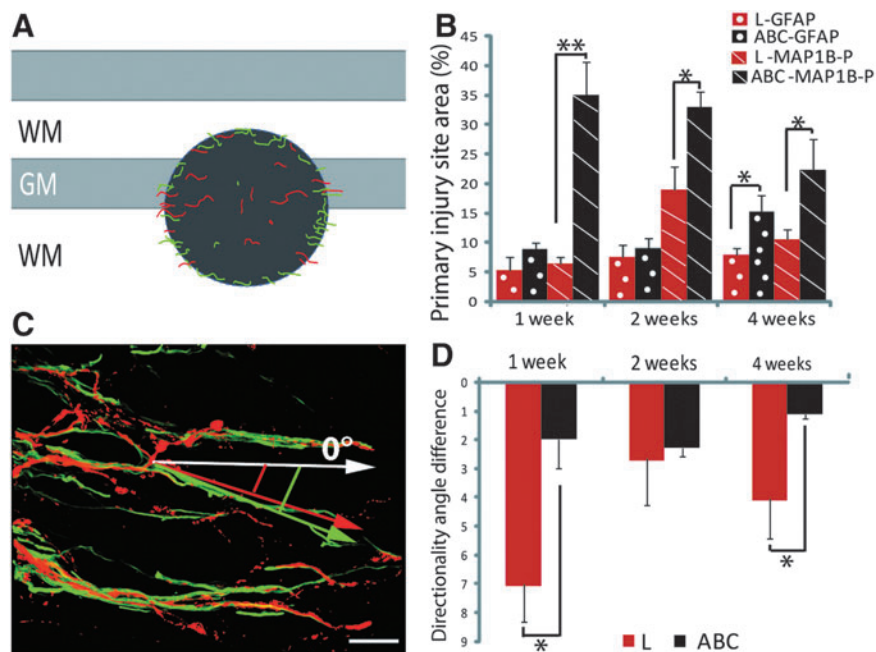 A
WM
GM
WM
B
L-GFAP
ABC-GFAP
L-MAP1B-P
ABC-MAP1B-P
Primary injury site area (%)
45
40
35
30
25
20
15
10
5
0
**
*
*
*
1 week
2 weeks
4 weeks
C
0°
D
1 week
2 weeks
4 weeks
Directionality angle difference
0
1
2
3
4
5
6
7
8
9
*
*
L
ABC